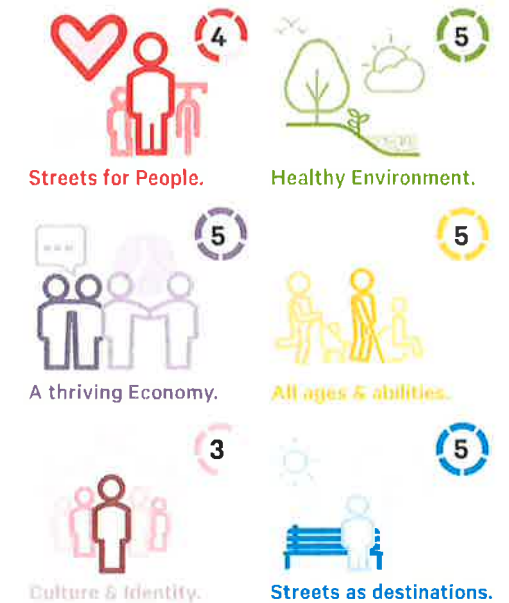 4
5
Streets for People.
Healthy Environment.
5
5
A thriving Economy.
All ages & abilities.
3
5
Culture & Identity.
Streets as destinations.